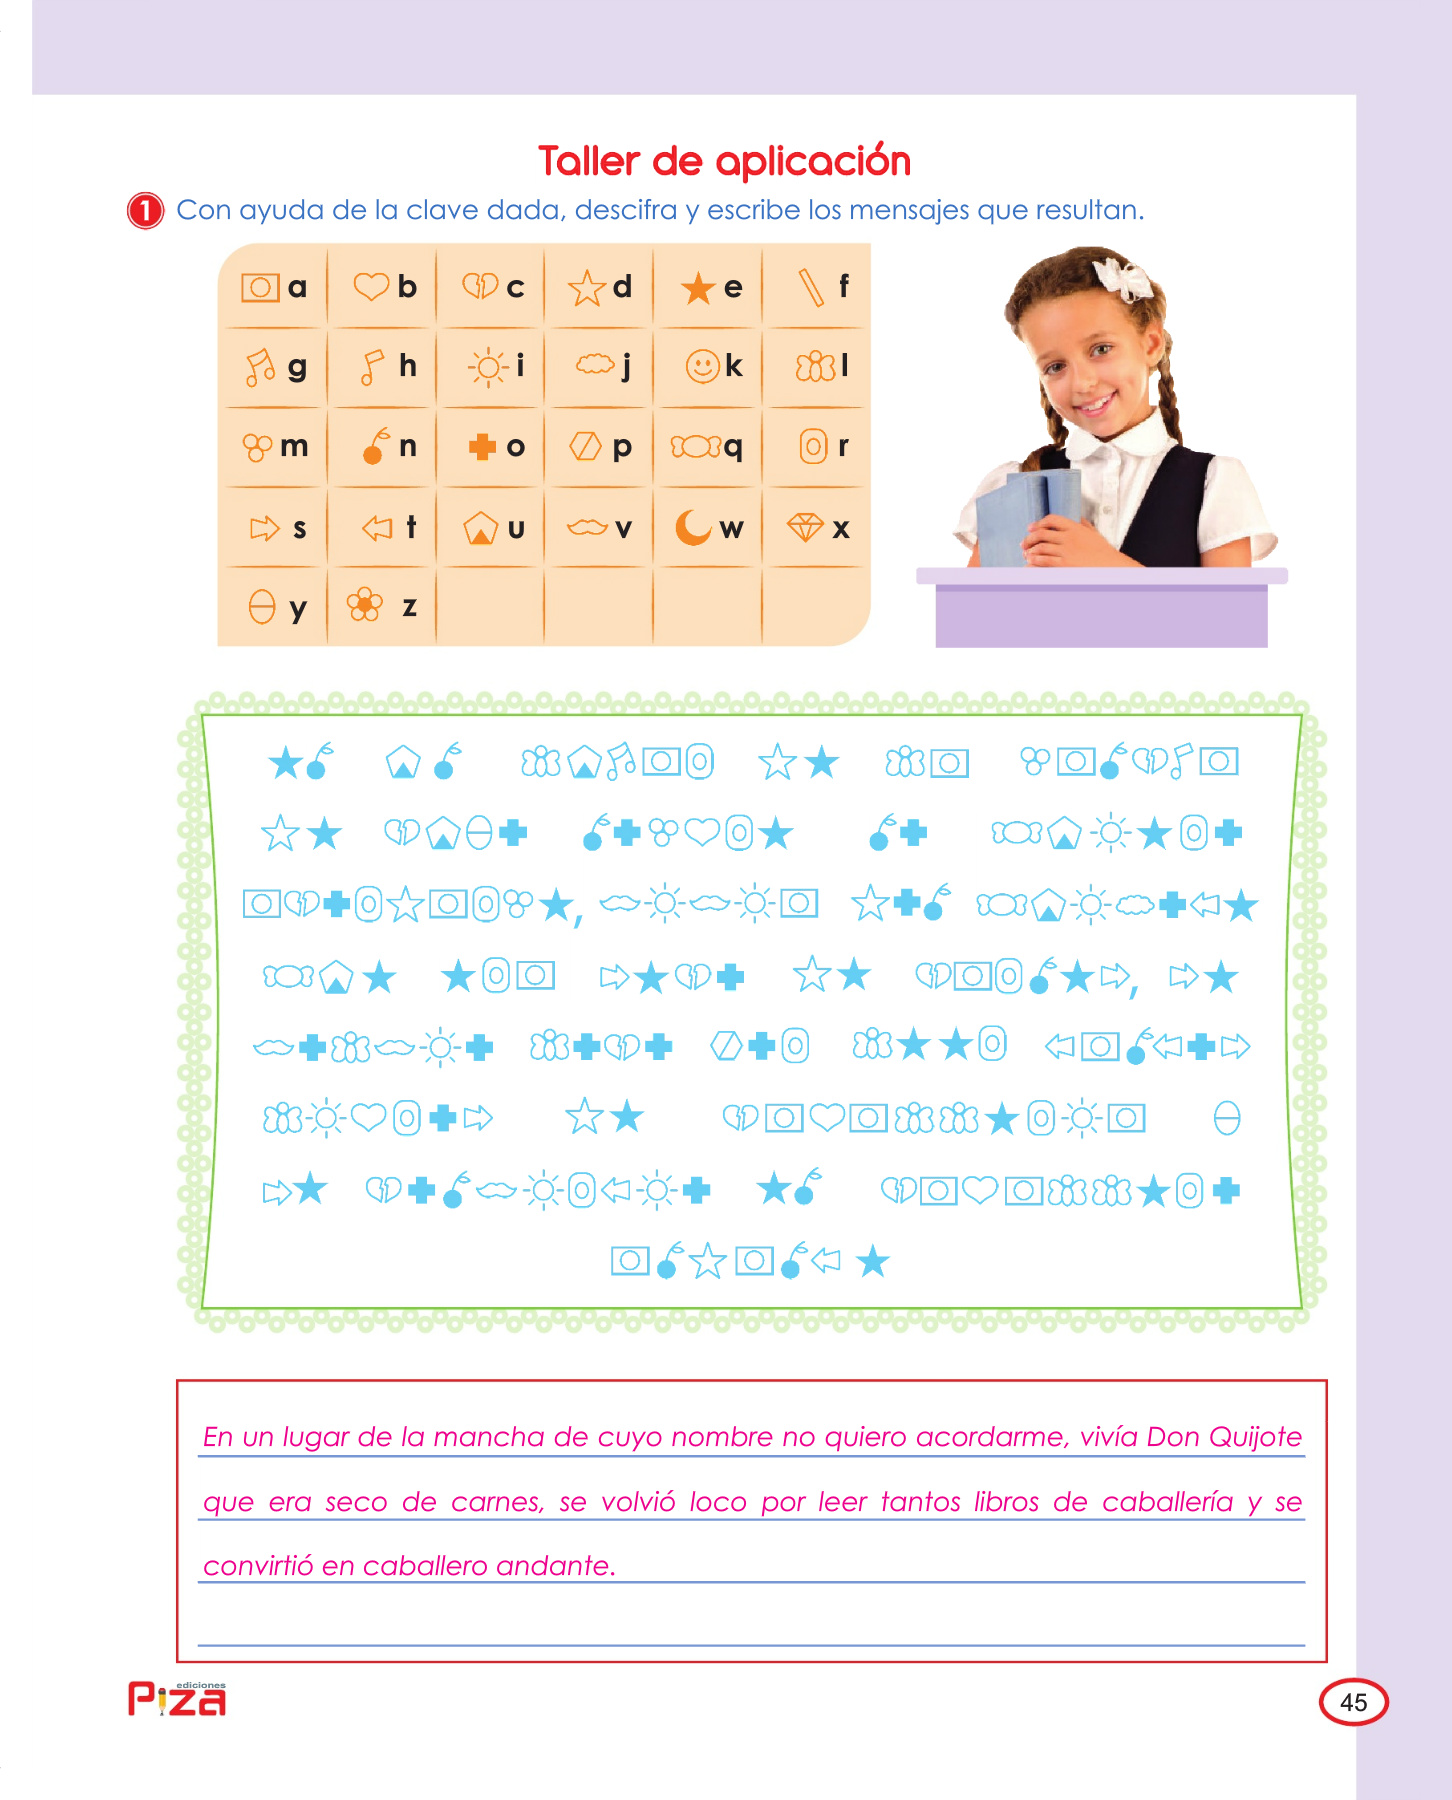 Taller de aplicación
1 Con ayuda de la clave dada, descifra y escribe los mensajes que resultan.
a b c d e f
g h i j k l
m n o p q r
s t u v w x
y z
,
,
En un lugar de la mancha de cuyo nombre no quiero acordarme, vivía Don Quijote
que era seco de carnes, se volvió loco por leer tantos libros de caballería y se
convirtió en caballero andante.
ediciones
Piza
45